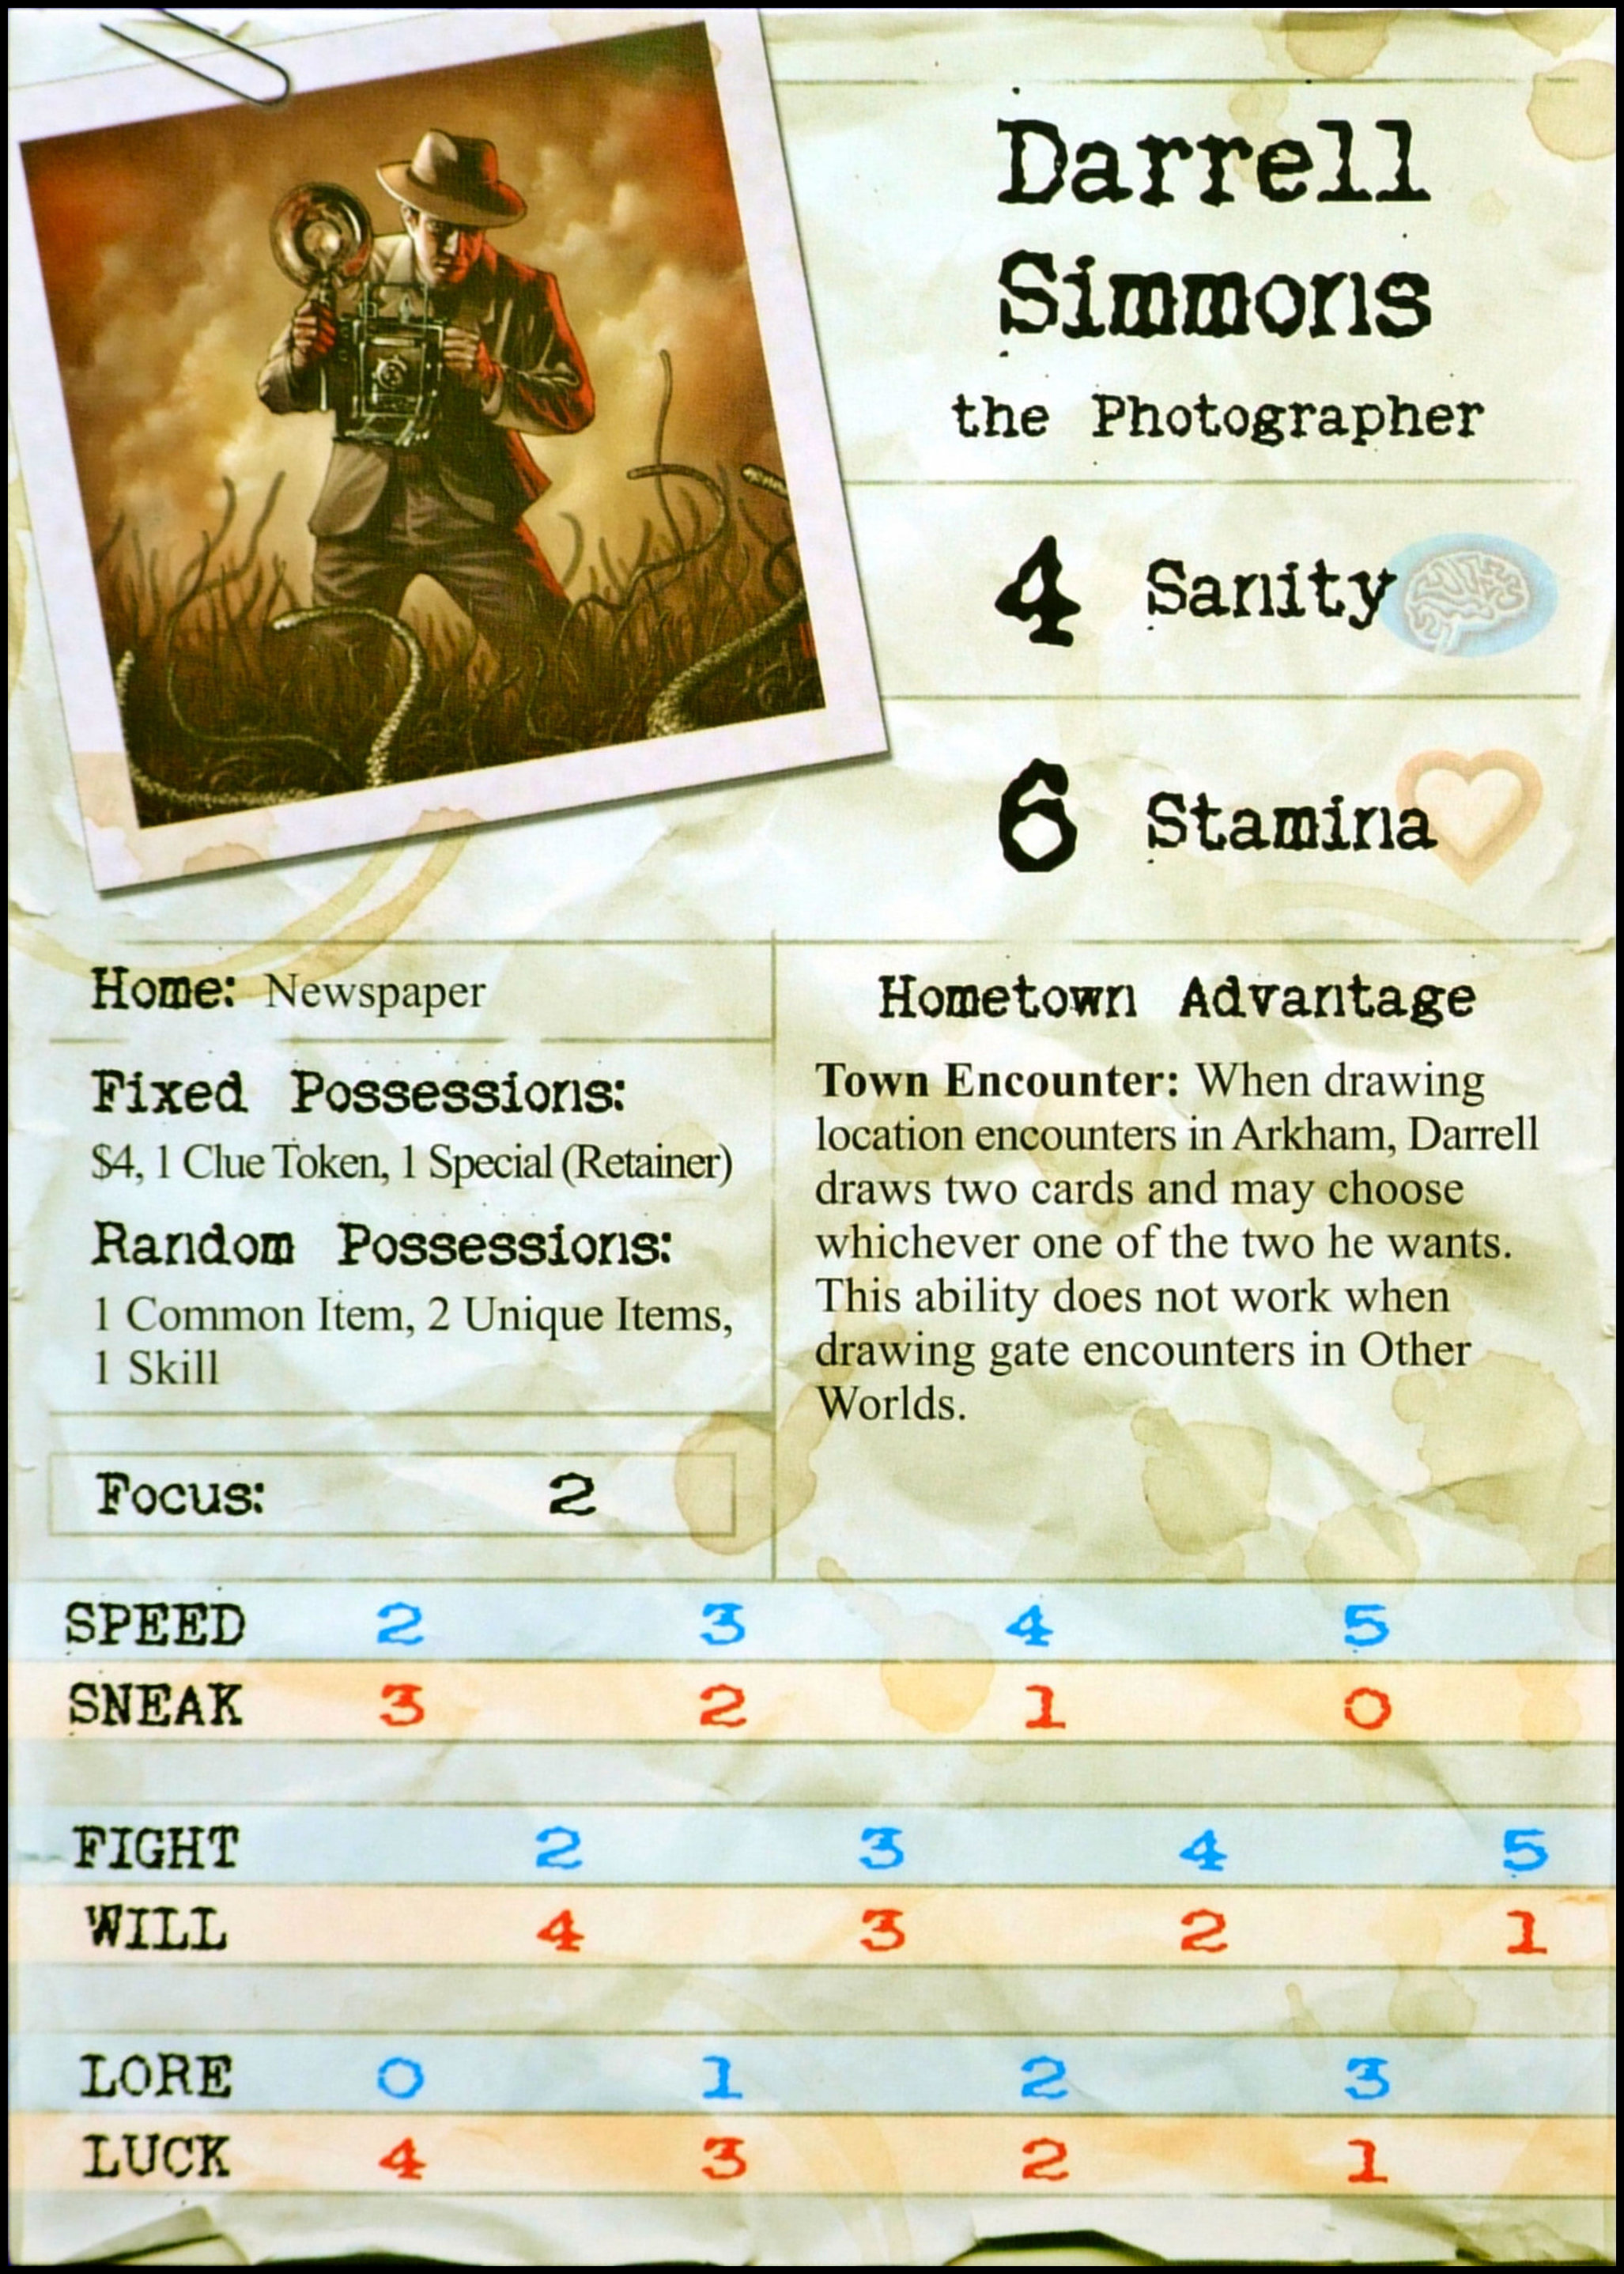 Darrell
Simmons
the Photographer
4 Sanity
6 Stamina
Home: Newspaper
Fixed Possessions:
$4, 1 Clue Token, 1 Special (Retainer)
Random Possessions:
1 Common Item, 2 Unique Items,
1 Skill
Focus: 2
Hometown Advantage
Town Encounter: When drawing
location encounters in Arkham, Darrell
draws two cards and may choose
whichever one of the two he wants.
This ability does not work when
drawing gate encounters in Other
Worlds.
SPEED 2 3 4 5
SNEAK 3 2 1 0
FIGHT 2 3 4 5
WILL 4 3 2 1
LORE 0 1 2 3
LUCK 4 3 2 1